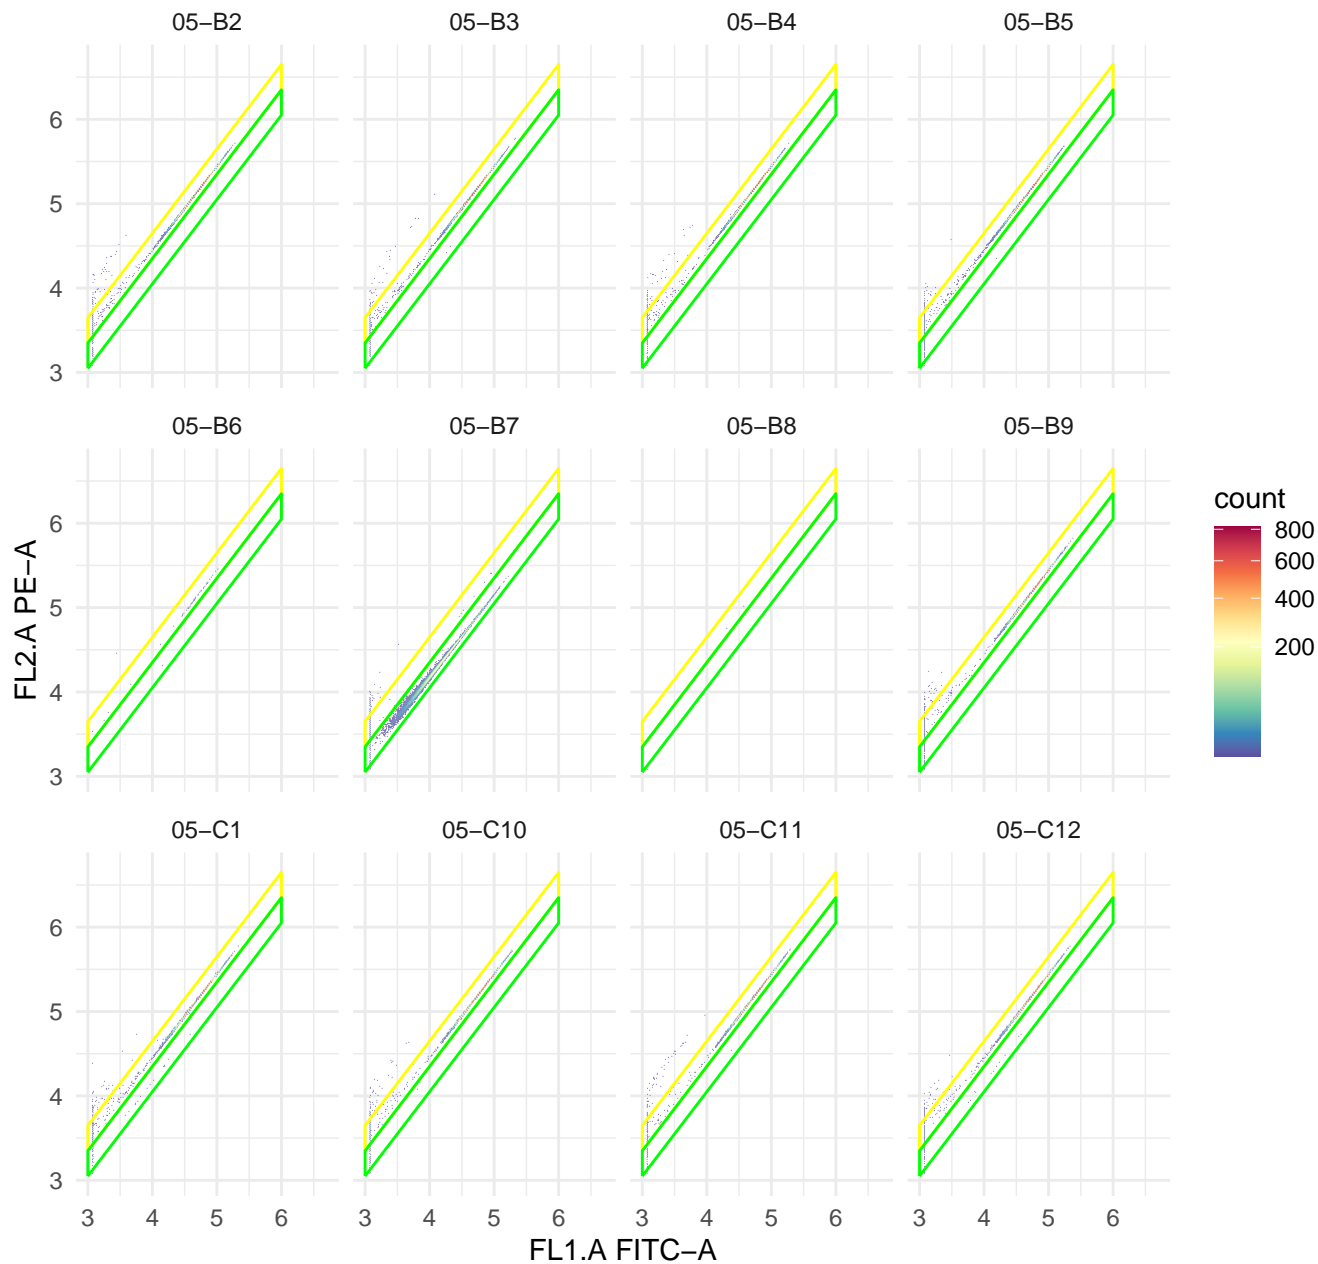 05−B2 05−B3 05−B4 05−B5
6
5
4
3
05−B6 05−B7 05−B8 05−B9
6
5
4
3
count
800
600
400
200
05−C1 05−C10 05−C11 05−C12
6
5
4
3
3 4 5 6 3 4 5 6 3 4 5 6 3 4 5 6
FL1.A FITC−A
FL2.A PE−A